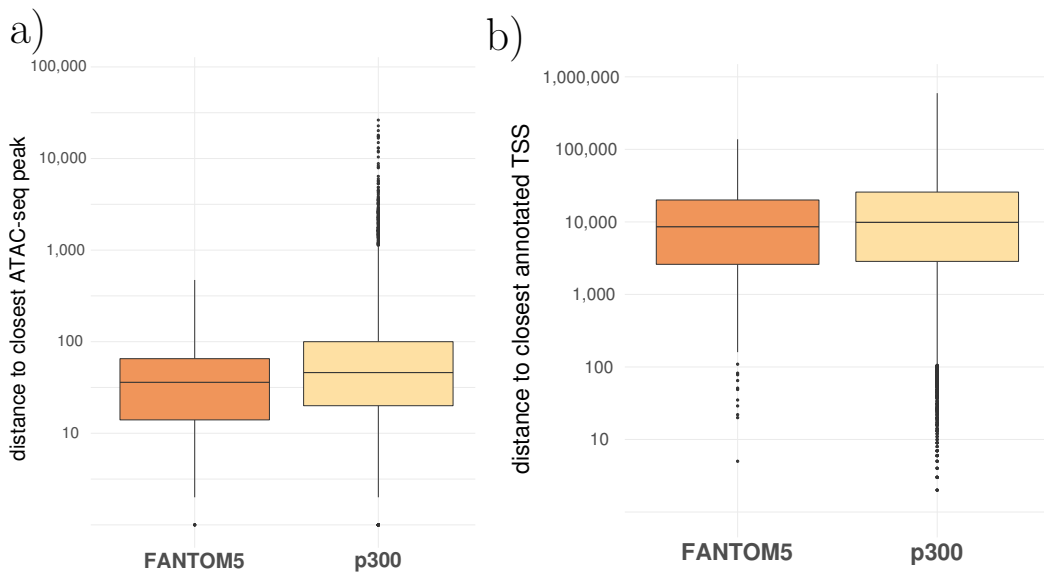 a)
distance to closest ATAC-seq peak
100,000
10,000
1,000
100
10
FANTOM5
p300
b)
distance to closest annotated TSS
1,000,000
100,000
10,000
1,000
100
10
FANTOM5
p300